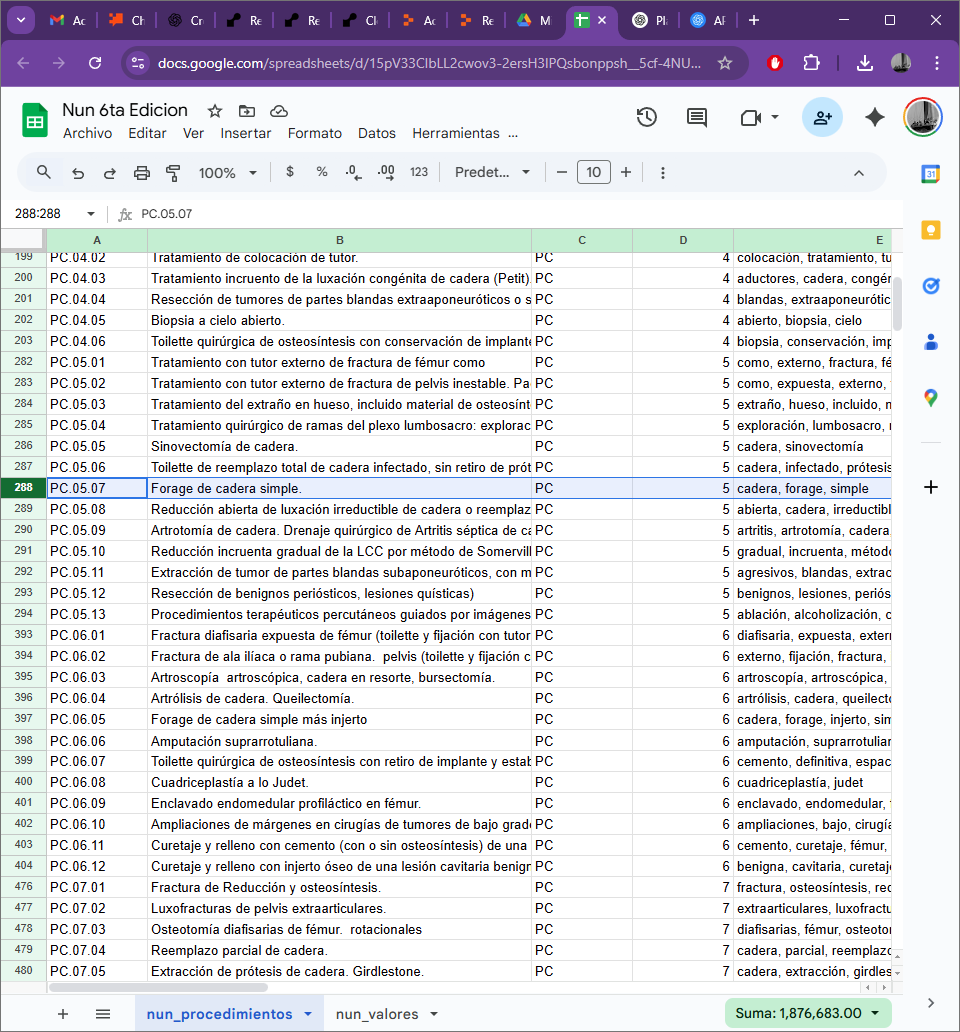 Ac
Ch
Cr
Re
Re
Cl
Ac
Re
M
Pl
AF
docs.google.com/spreadsheets/d/15pV33ClbLL2cwov3-2ersH3lPQsbonppsh__5cf-4NU...
Nun 6ta Edicion
Archivo Editar Ver Insertar Formato Datos Herramientas ...
100% $ % .0 .00 123 Predet... − 10 +
288:288 fx PC.05.07
A B C D E
199 PC.04.02 Tratamiento de colocación de tutor. PC 4 colocación, tratamiento, tu
200 PC.04.03 Tratamiento incruento de la luxación congénita de cadera (Petit) PC 4 aductores, cadera, congér
201 PC.04.04 Resección de tumores de partes blandas extraaponeuróticos o s PC 4 blandas, extraaponeurótic
202 PC.04.05 Biopsia a cielo abierto. PC 4 abierto, biopsia, cielo
203 PC.04.06 Toilette quirúrgica de osteosíntesis con conservación de implante PC 4 biopsia, conservación, imp
282 PC.05.01 Tratamiento con tutor externo de fractura de fémur como PC 5 como, externo, fractura, fé
283 PC.05.02 Tratamiento con tutor externo de fractura de pelvis inestable. Pa PC 5 como, expuesta, externo,
284 PC.05.03 Tratamiento del extraño en hueso, incluido material de osteosínt PC 5 extraño, hueso, incluido, m
285 PC.05.04 Tratamiento quirúrgico de ramas del plexo lumbosacro: explorac PC 5 exploración, lumbosacro,
286 PC.05.05 Sinovectomía de cadera. PC 5 cadera, sinovectomía
287 PC.05.06 Toilette de reemplazo total de cadera infectado, sin retiro de prót PC 5 cadera, infectado, prótesis
288 PC.05.07 Forage de cadera simple. PC 5 cadera, forage, simple
289 PC.05.08 Reducción abierta de luxación irreductible de cadera o reemplaz PC 5 abierta, cadera, irreductibl
290 PC.05.09 Artrotomía de cadera. Drenaje quirúrgico de Artritis séptica de ca PC 5 artritis, artrotomía, cadera,
291 PC.05.10 Reducción incruenta gradual de la LCC por método de Somervill PC 5 gradual, incruenta, método
292 PC.05.11 Extracción de tumor de partes blandas subaponeuróticos, con m PC 5 agresivos, blandas, extrac
293 PC.05.12 Resección de benignos periósticos, lesiones quísticas) PC 5 benignos, lesiones, periós
294 PC.05.13 Procedimientos terapéuticos percutáneos guiados por imágenes PC 5 ablación, alcoholización, c
393 PC.06.01 Fractura diafisaria expuesta de fémur (toilette y fijación con tutor PC 6 diafisaria, expuesta, exter
394 PC.06.02 Fractura de ala ilíaca o rama pubiana. pelvis (toilette y fijación c PC 6 externo, fijación, fractura,
395 PC.06.03 Artroscopía artroscópica, cadera en resorte, bursectomía. PC 6 artroscopía, artroscópica,
396 PC.06.04 Artrólisis de cadera. Queilectomía. PC 6 artrólisis, cadera, queilecto
397 PC.06.05 Forage de cadera simple más injerto PC 6 cadera, forage, injerto, sim
398 PC.06.06 Amputación suprarrotuliana. PC 6 amputación, suprarrotuliar
399 PC.06.07 Toilette quirúrgica de osteosíntesis con retiro de implante y estab PC 6 cemento, definitiva, espac
400 PC.06.08 Cuadriceplastía a lo Judet. PC 6 cuadriceplastía, judet
401 PC.06.09 Enclavado endomedular profiláctico en fémur. PC 6 enclavado, endomedular,
402 PC.06.10 Ampliaciones de márgenes en cirugías de tumores de bajo grado PC 6 ampliaciones, bajo, cirugía
403 PC.06.11 Curetaje y relleno con cemento (con o sin osteosíntesis) de una PC 6 cemento, curetaje, fémur,
404 PC.06.12 Curetaje y relleno con injerto óseo de una lesión cavitaria benign PC 6 benigna, cavitaria, curetaj
476 PC.07.01 Fractura de Reducción y osteosíntesis. PC 7 fractura, osteosíntesis, rec
477 PC.07.02 Luxofracturas de pelvis extraarticulares. PC 7 extraarticulares, luxofractu
478 PC.07.03 Osteotomía diafisarias de fémur. rotacionales PC 7 diafisarias, fémur, osteotor
479 PC.07.04 Reemplazo parcial de cadera. PC 7 cadera, parcial, reemplazo
480 PC.07.05 Extracción de prótesis de cadera. Girdlestone. PC 7 cadera, extracción, girdles
nun_procedimientos nun_valores Suma: 1,876,683.00
31